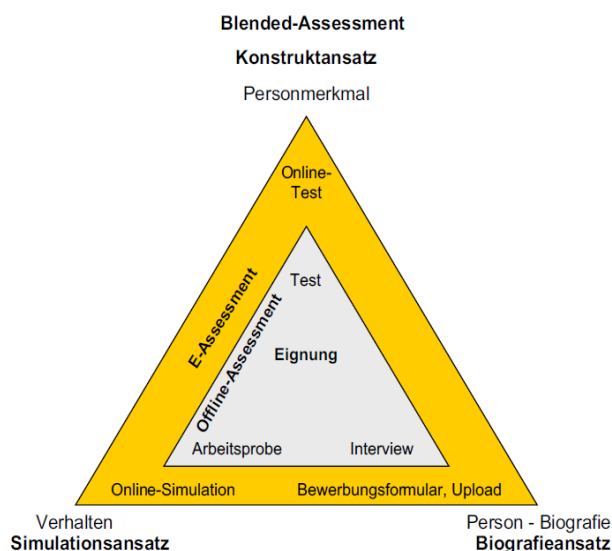 Blended-Assessment
Konstruktansatz
Personmerkmal
Online-
Test
Test
E-Assessment
Offline-Assessment
Eignung
Arbeitsprobe Interview
Online-Simulation Bewerbungsformular, Upload
Verhalten Person - Biografie
Simulationsansatz Biografieansatz